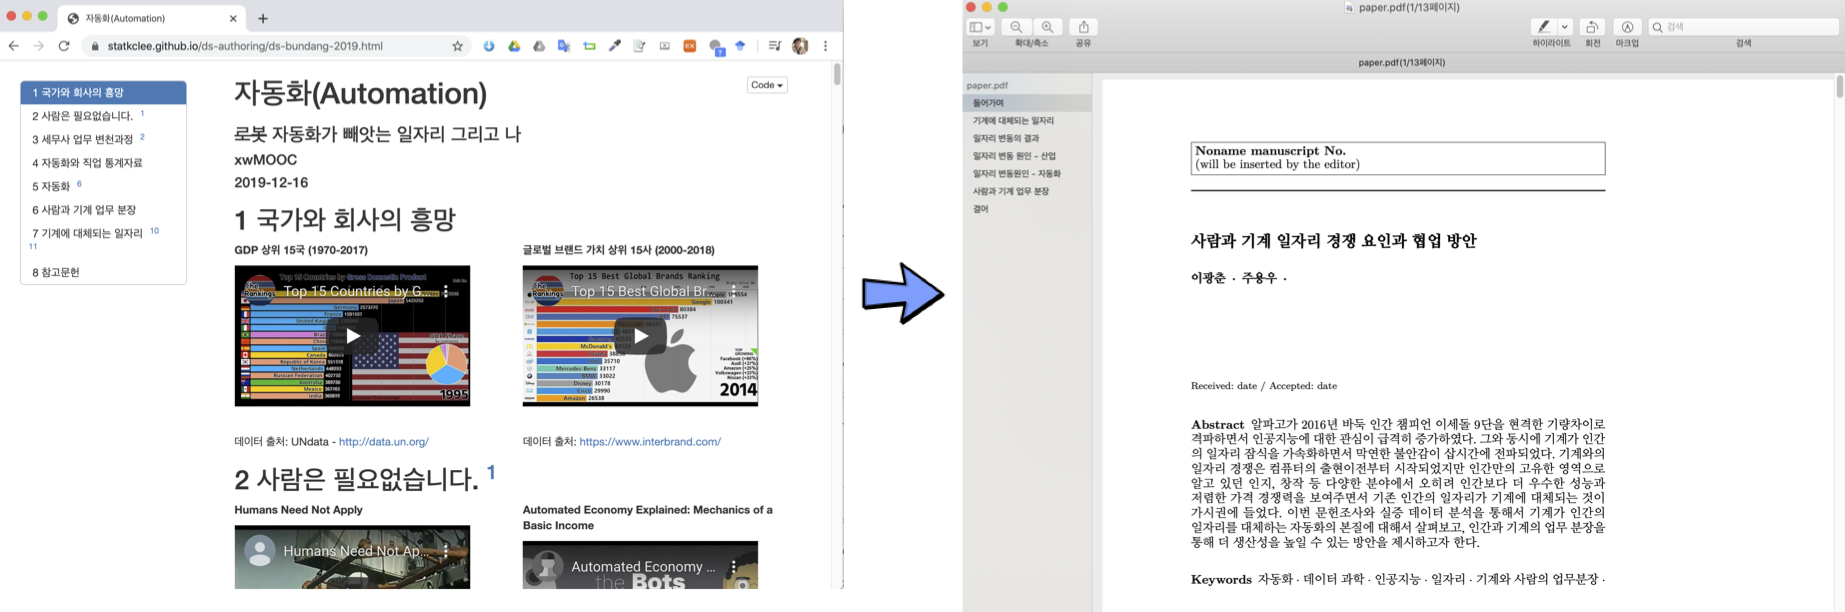 자동화(Automation)
statkclee.github.io/ds-authoring/ds-bundang-2019.html
1 국가와 회사의 흥망
2 사람은 필요없습니다. 1
3 세무사 업무 변천과정 2
4 자동화와 직업 통계자료
5 자동화 6
6 사람과 기계 업무 분장
7 기계에 대체되는 일자리 10
11
8 참고문헌
자동화(Automation)
Code
로봇 자동화가 빼앗는 일자리 그리고 나
xwMOOC
2019-12-16
1 국가와 회사의 흥망
GDP 상위 15국 (1970-2017)
Top 15 Countries by Gross Domestic Product
Top 15 Countries by G...
1995
데이터 출처: UNdata - http://data.un.org/
글로벌 브랜드 가치 상위 15사 (2000-2018)
Top 15 Best Global Brands Ranking
Top 15 Best Global Br...
Google 100341
80384
75537
McDonald's
35710
Mercedes Benz 33117
33022
Disney 30178
29990
Amazon 26538
2014
데이터 출처: https://www.interbrand.com/
2 사람은 필요없습니다. 1
Humans Need Not Apply
Humans Need Not Ap...
Automated Economy Explained: Mechanics of a
Basic Income
Automated Economy ...
the Bots
paper.pdf(1/13페이지)
보기
확대/축소
공유
하이라이트
회전
마크업
검색
검색
paper.pdf(1/13페이지)
paper.pdf
들어가며
기계에 대체되는 일자리
일자리 변동의 결과
일자리 변동 원인 - 산업
일자리 변동원인 - 자동화
사람과 기계 업무 분장
결어
Noname manuscript No.
(will be inserted by the editor)
사람과 기계 일자리 경쟁 요인과 협업 방안
이광춘 · 주용우 ·
Received: date / Accepted: date
Abstract 알파고가 2016년 바둑 인간 챔피언 이세돌 9단을 현격한 기량차이로
격파하면서 인공지능에 대한 관심이 급격히 증가하였다. 그와 동시에 기계가 인간
의 일자리 잠식을 가속화하면서 막연한 불안감이 삽시간에 전파되었다. 기계와의
일자리 경쟁은 컴퓨터의 출현이전부터 시작되었지만 인간만의 고유한 영역으로
알고 있던 인지, 창작 등 다양한 분야에서 오히려 인간보다 더 우수한 성능과
저렴한 가격 경쟁력을 보여주면서 기존 인간의 일자리가 기계에 대체되는 것이
가시권에 들었다. 이번 문헌조사와 실증 데이터 분석을 통해서 기계가 인간의
일자리를 대체하는 자동화의 본질에 대해서 살펴보고, 인간과 기계의 업무 분장을
통해 더 생산성을 높일 수 있는 방안을 제시하고자 한다.
Keywords 자동화 · 데이터 과학 · 인공지능 · 일자리 · 기계와 사람의 업무분장 ·